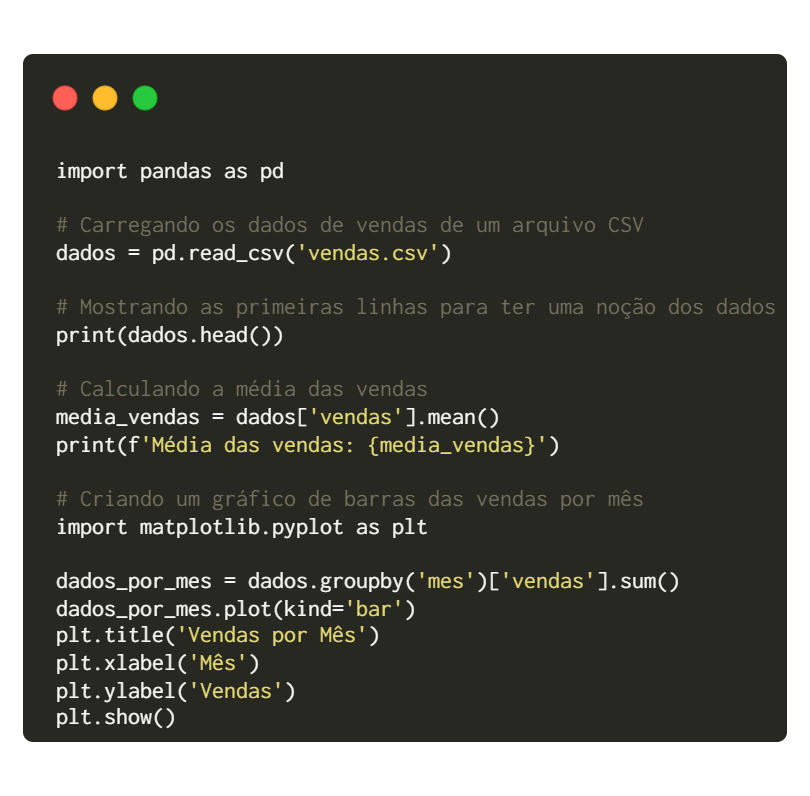 import pandas as pd
# Carregando os dados de vendas de um arquivo CSV
dados = pd.read_csv('vendas.csv')
# Mostrando as primeiras linhas para ter uma noção dos dados
print(dados.head())
# Calculando a média das vendas
media_vendas = dados['vendas'].mean()
print(f'Média das vendas: {media_vendas}')
# Criando um gráfico de barras das vendas por mês
import matplotlib.pyplot as plt
dados_por_mes = dados.groupby('mes')['vendas'].sum()
dados_por_mes.plot(kind='bar')
plt.title('Vendas por Mês')
plt.xlabel('Mês')
plt.ylabel('Vendas')
plt.show()